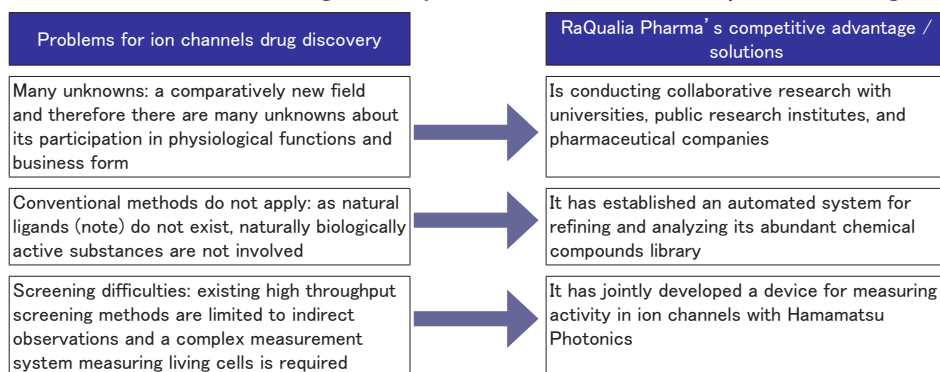 Problems for ion channels drug discovery
RaQualia Pharma's competitive advantage /
solutions
Many unknowns: a comparatively new field
and therefore there are many unknowns about
its participation in physiological functions and
business form
Is conducting collaborative research with
universities, public research institutes, and
pharmaceutical companies
Conventional methods do not apply: as natural
ligands (note) do not exist, naturally biologically
active substances are not involved
It has established an automated system for
refining and analyzing its abundant chemical
compounds library
Screening difficulties: existing high throughput
screening methods are limited to indirect
observations and a complex measurement
system measuring living cells is required
It has jointly developed a device for measuring
activity in ion channels with Hamamatsu
Photonics